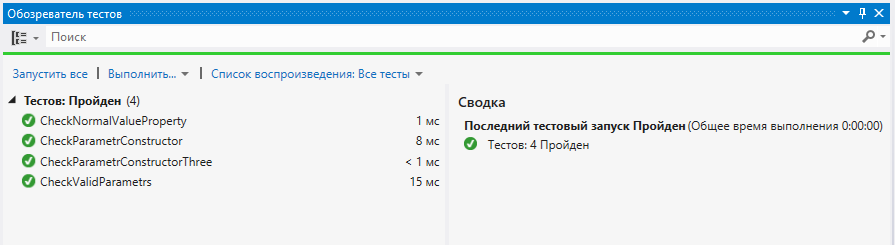 Обозреватель тестов
Поиск
Запустить все | Выполнить... Список воспроизведения: Все тесты
Тестов: Пройден (4)
CheckNormalValueProperty 1 мс
CheckParametrConstructor 8 мс
CheckParametrConstructorThree < 1 мс
CheckValidParametrs 15 мс
Сводка
Последний тестовый запуск Пройден (Общее время выполнения 0:00:00)
Тестов: 4 Пройден